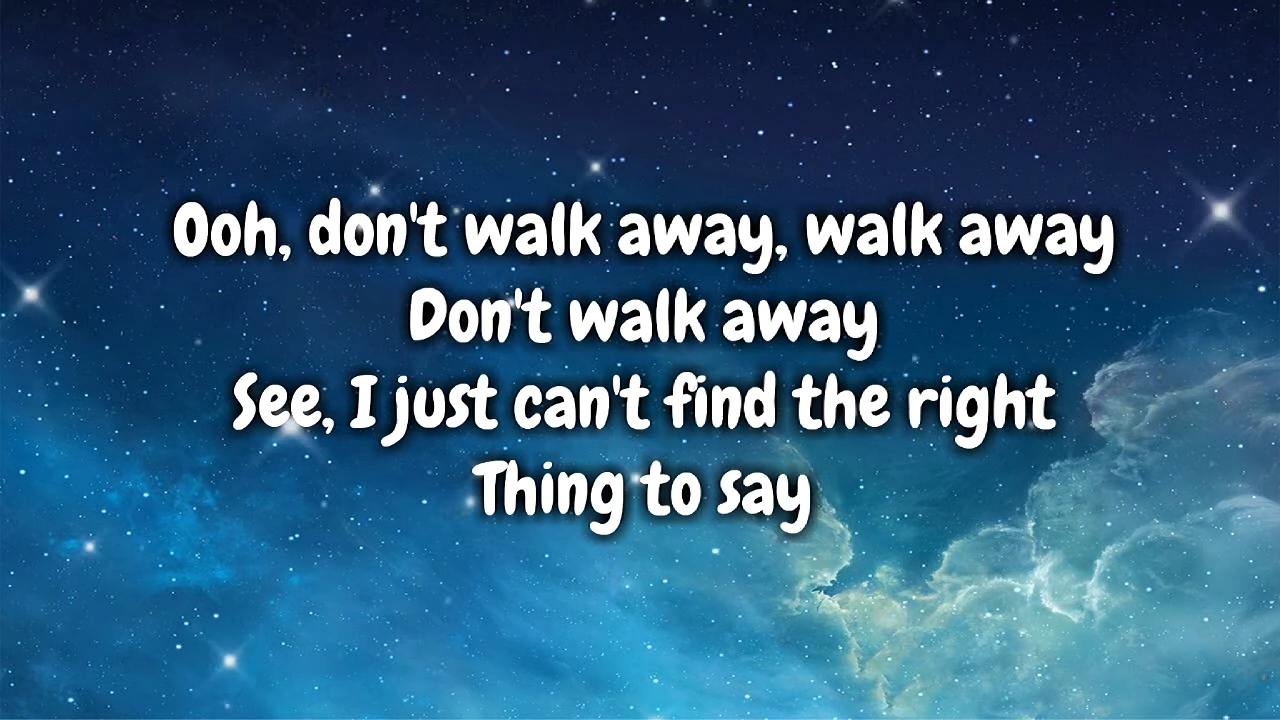 Ooh, don't walk away, walk away
Don't walk away
See, I just can't find the right
Thing to say